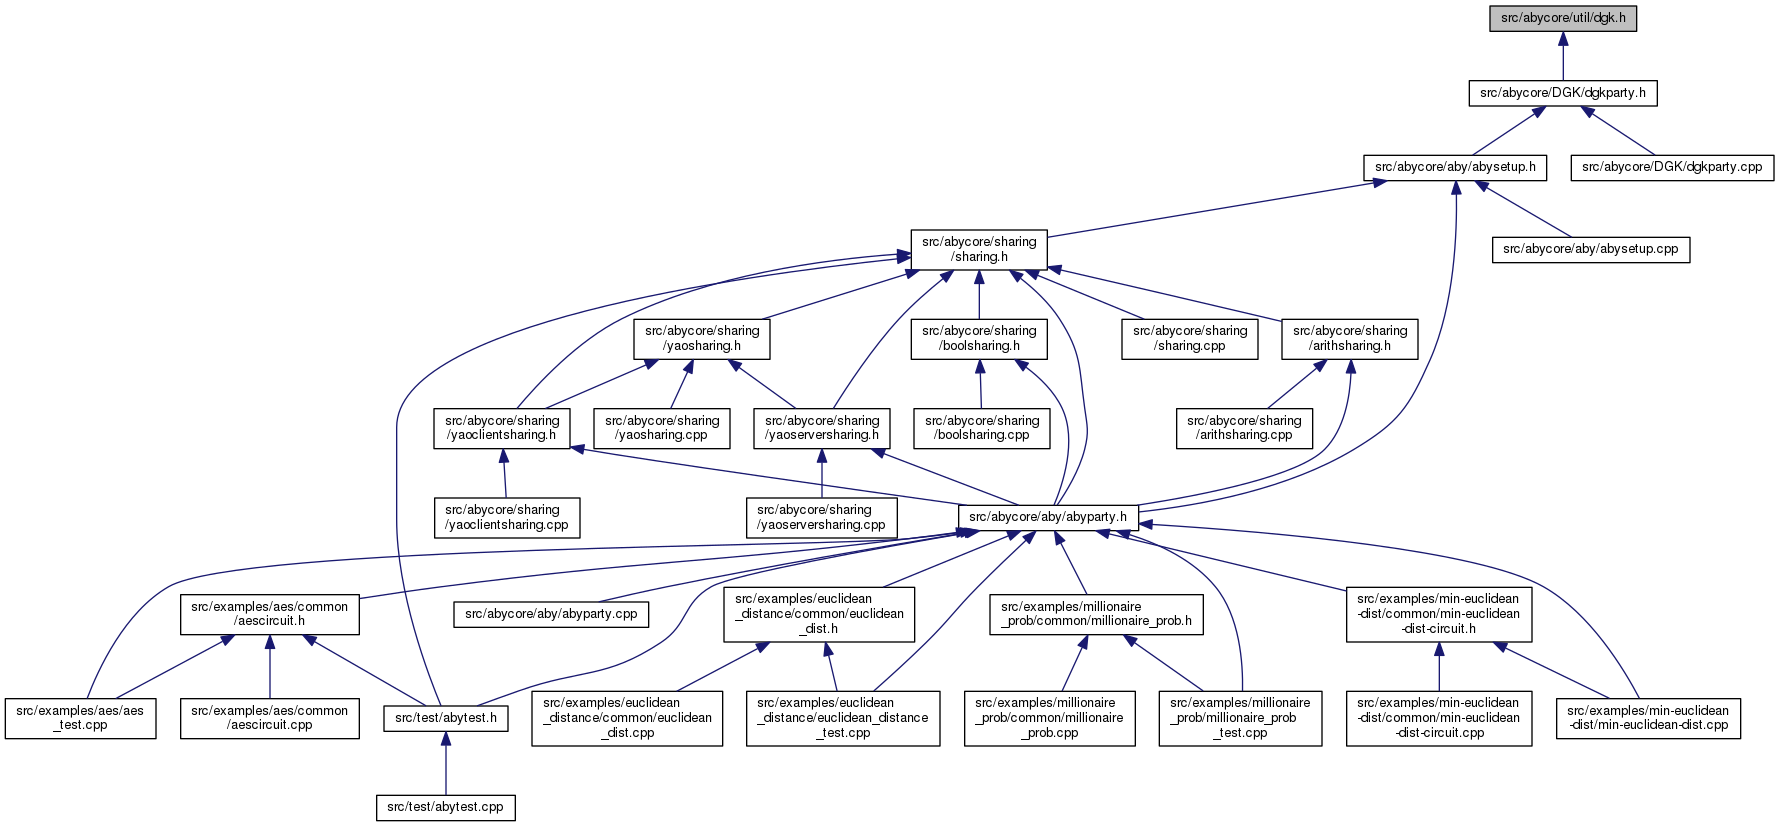 src/abycore/util/dgk.h
src/abycore/DGK/dgkparty.h
src/abycore/aby/abysetup.h
src/abycore/DGK/dgkparty.cpp
src/abycore/sharing
/sharing.h
src/abycore/aby/abysetup.cpp
src/abycore/sharing
/yaosharing.h
src/abycore/sharing
/boolsharing.h
src/abycore/sharing
/sharing.cpp
src/abycore/sharing
/arithsharing.h
src/abycore/sharing
/yaoclientsharing.h
src/abycore/sharing
/yaosharing.cpp
src/abycore/sharing
/yaoserversharing.h
src/abycore/sharing
/boolsharing.cpp
src/abycore/sharing
/arithsharing.cpp
src/abycore/sharing
/yaoclientsharing.cpp
src/abycore/sharing
/yaoserversharing.cpp
src/abycore/aby/abyparty.h
src/examples/aes/common
/aescircuit.h
src/abycore/aby/abyparty.cpp
src/examples/euclidean
_distance/common/euclidean
_dist.h
src/examples/millionaire
_prob/common/millionaire_prob.h
src/examples/min-euclidean
-dist/common/min-euclidean
-dist-circuit.h
src/examples/aes/aes
_test.cpp
src/examples/aes/common
/aescircuit.cpp
src/test/abytest.h
src/examples/euclidean
_distance/common/euclidean
_dist.cpp
src/examples/euclidean
_distance/euclidean_distance
_test.cpp
src/examples/millionaire
_prob/common/millionaire
_prob.cpp
src/examples/millionaire
_prob/millionaire_prob
_test.cpp
src/examples/min-euclidean
-dist/common/min-euclidean
-dist-circuit.cpp
src/examples/min-euclidean
-dist/min-euclidean-dist.cpp
src/test/abytest.cpp